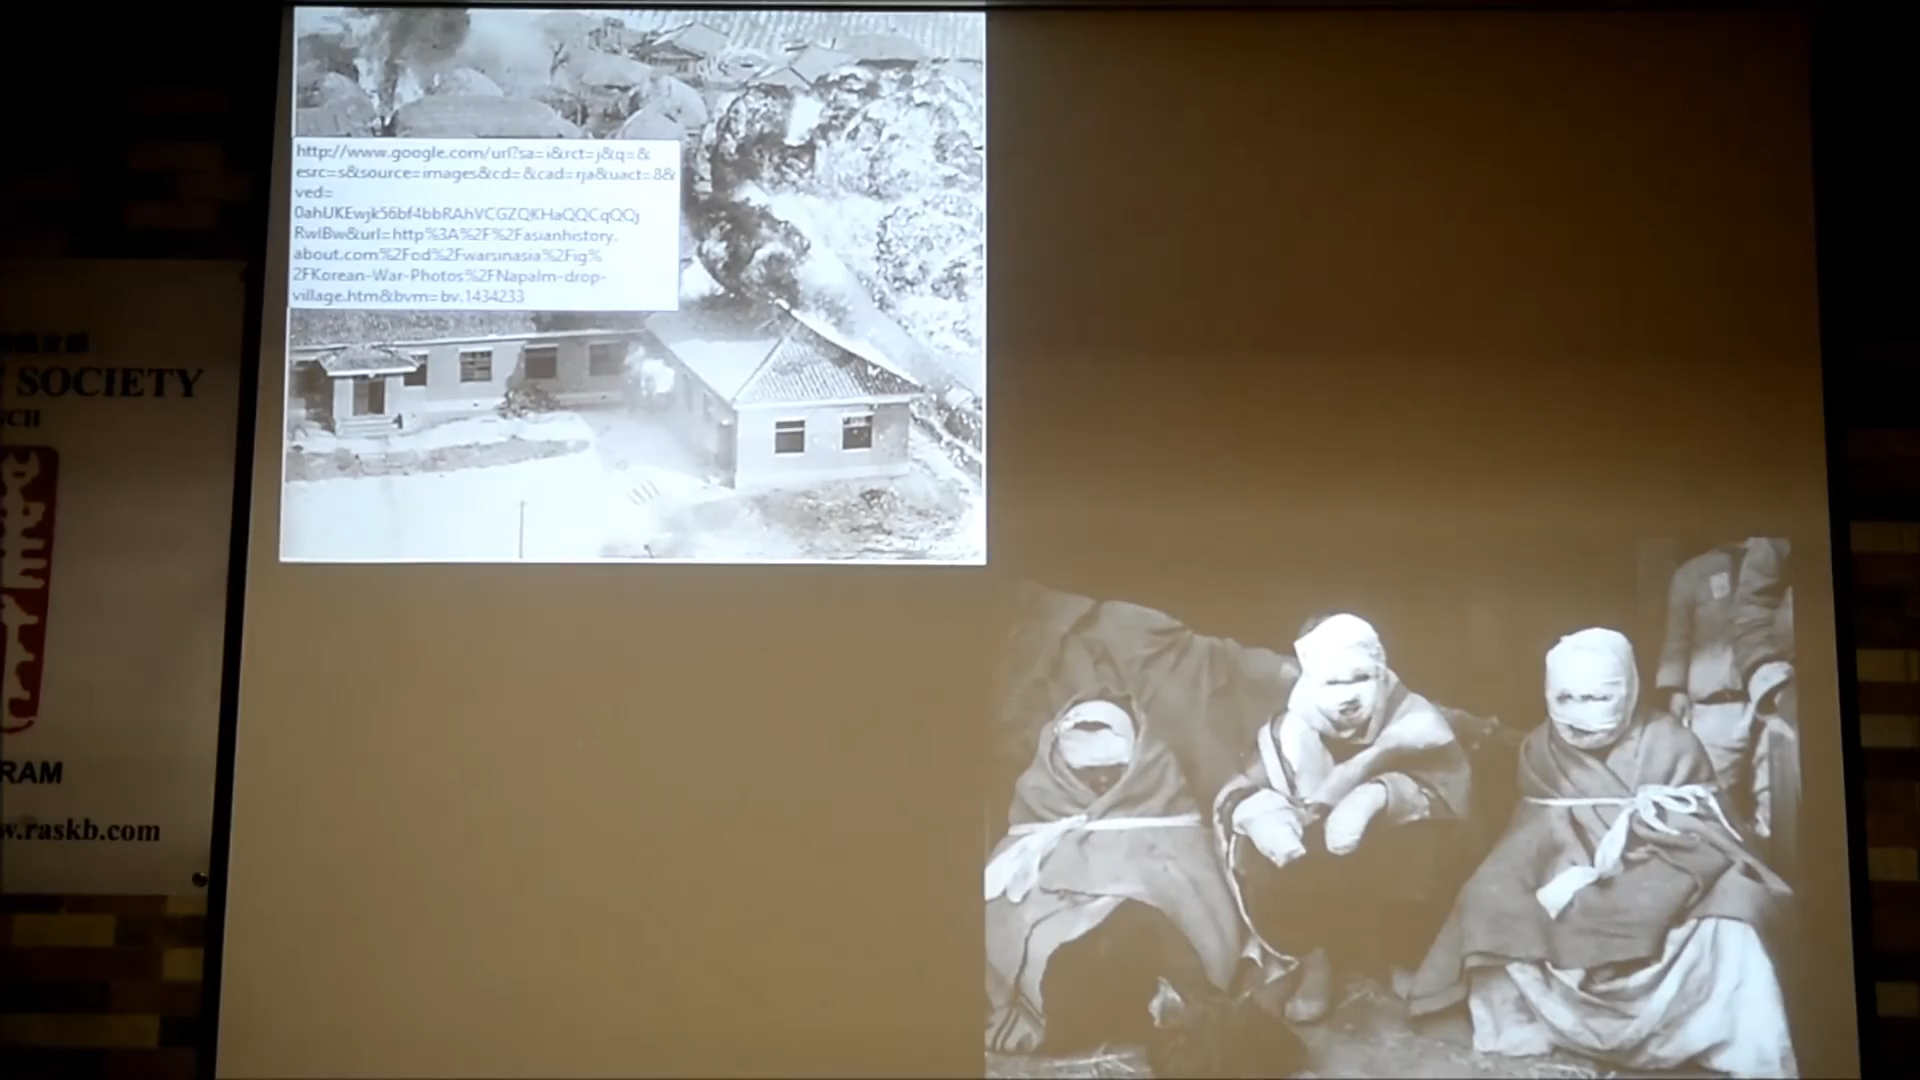 http://www.google.com/url?sa=i&rct=j&q=&
esrc=s&source=images&cd=&cad=rja&uact=8&
ved=
0ahUKEwjk56bf4bbRAhVCGZQKHaQQCqQQj
RwIBw&url=http%3A%2F%2Fasianhistory.
about.com%2Fod%2Fwarsinasia%2Fig%
2FKorean-War-Photos%2FNapalm-drop-
village.htm&bvm=bv.1434233
SOCIETY
NCH
RAM
w.raskb.com